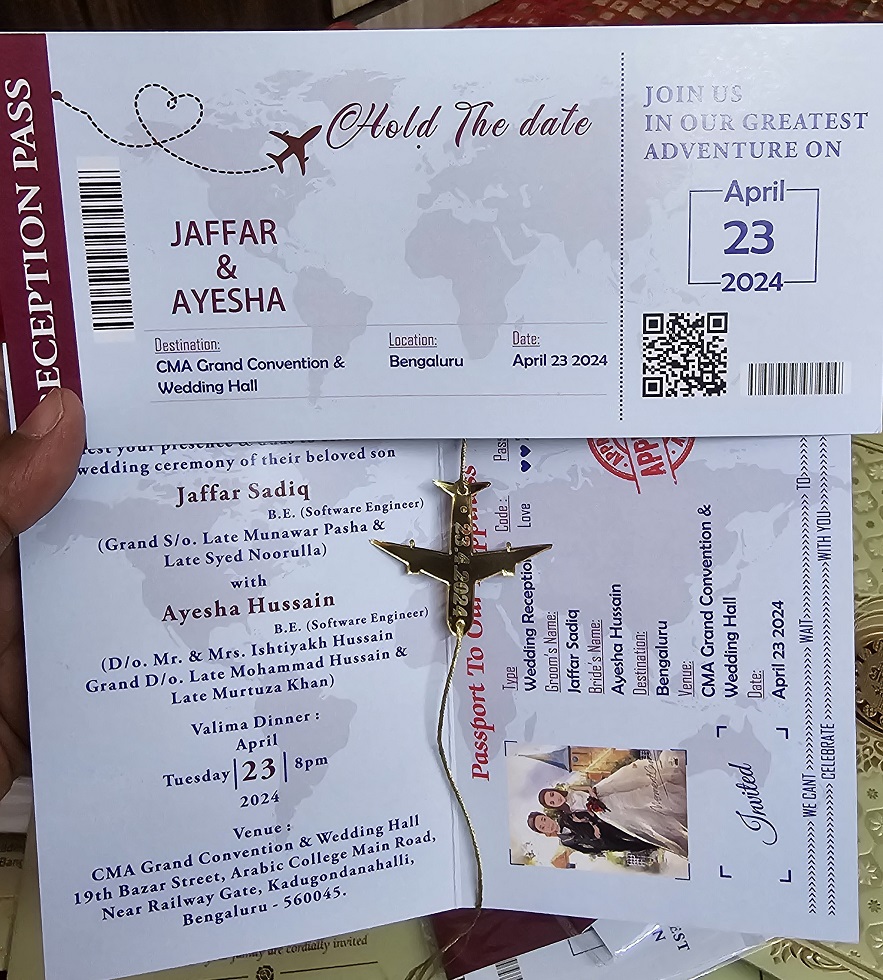 RECEPTION PASS
Hold The date
JAFFAR
&
AYESHA
Destination:
CMA Grand Convention &
Wedding Hall
Location:
Bengaluru
Date:
April 23 2024
JOIN US
IN OUR GREATEST
ADVENTURE ON
April
23
2024
your presence &
wedding ceremony of their beloved son
Jaffar Sadiq
B.E. (Software Engineer)
(Grand S/o. Late Munawar Pasha &
Late Syed Noorulla)
with
Ayesha Hussain
B.E. (Software Engineer)
(D/o. Mr. & Mrs. Ishtiyakh Hussain
Grand D/o. Late Mohammad Hussain &
Late Murtuza Khan)
Valima Dinner :
April
Tuesday 23 8pm
2024
Venue :
CMA Grand Convention & Wedding Hall
19th Bazar Street, Arabic College Main Road,
Near Railway Gate, Kadugondanahalli,
Bengaluru - 560045.
23.4.2024
Passport To Our
Type
Wedding Reception
Code :
Love
Pass
Groom's Name:
Jaffar Sadiq
Bride's Name:
Ayesha Hussain
Destination:
Bengaluru
Venue:
CMA Grand Convention &
Wedding Hall
Date:
April 23 2024
Invited
WE CANT WAIT TO
CELEBRATE WITH YOU
family are cordially invited